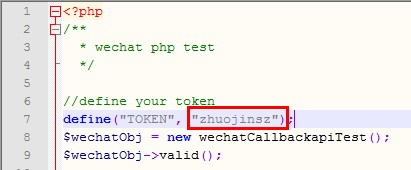 1 <?php
2 /**
3 * wechat php test
4 */
5
6 //define your token
7 define("TOKEN", "zhuojinsz");
8 $wechatObj = new wechatCallbackapiTest();
9 $wechatObj->valid();